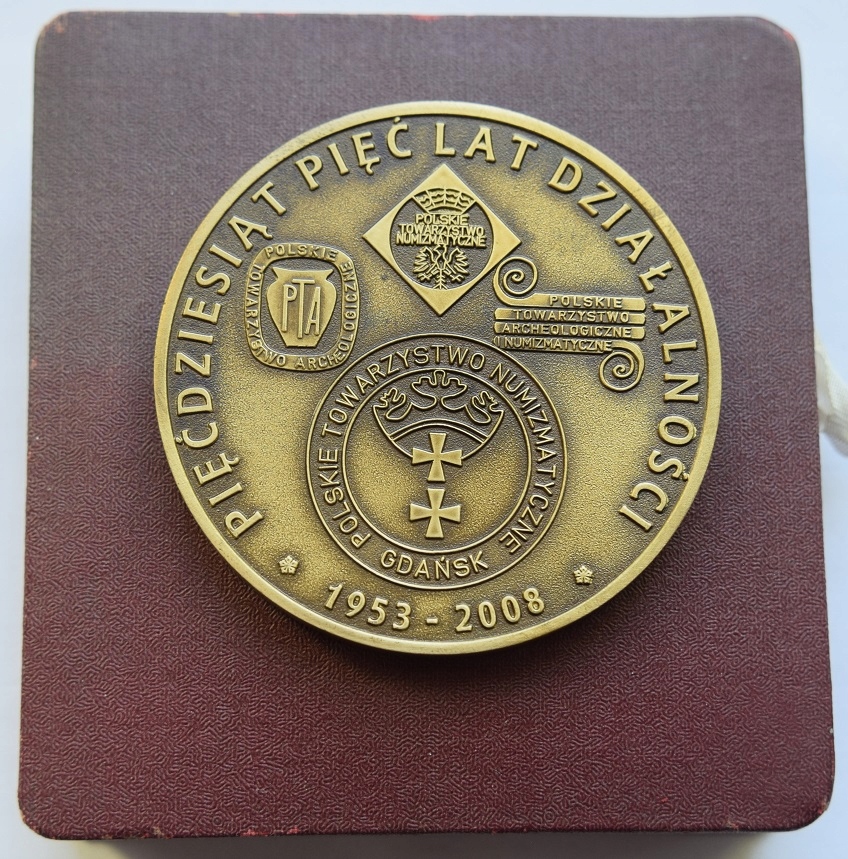 PIĘĆDZIESIĄT PIĘĆ LAT DZIAŁALNOŚCI
POLSKIE
TOWARZYSTWO
NUMIZMATYCZNE
POLSKIE
TOWARZYSTWO ARCHEOLOGICZNE
PTA
POLSKIE
TOWARZYSTWO
ARCHEOLOGICZNE
I NUMIZMATYCZNE
POLSKIE TOWARZYSTWO NUMIZMATYCZNE
GDAŃSK
1953 - 2008